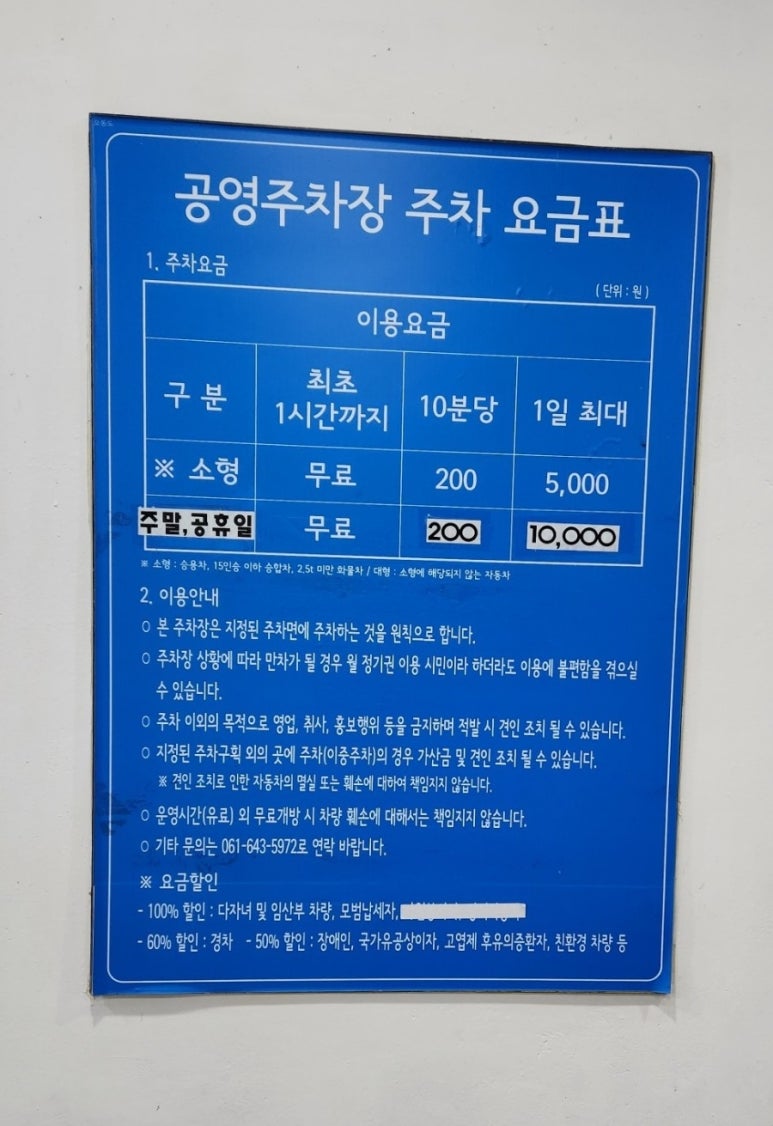 오동도
공영주차장 주차 요금표
1. 주차요금
( 단위 : 원 )
이용요금
구 분 최초 1시간까지 10분당 1일 최대
※ 소형 무료 200 5,000
주말,공휴일 무료 200 10,000
※ 소형 : 승용차, 15인승 이하 승합차, 2.5t 미만 화물차 / 대형 : 소형에 해당되지 않는 자동차
2. 이용안내
○ 본 주차장은 지정된 주차면에 주차하는 것을 원칙으로 합니다.
○ 주차장 상황에 따라 만차가 될 경우 월 정기권 이용 시민이라 하더라도 이용에 불편함을 겪으실
수 있습니다.
○ 주차 이외의 목적으로 영업, 취사, 홍보행위 등을 금지하며 적발 시 견인 조치 될 수 있습니다.
○ 지정된 주차구획 외의 곳에 주차(이중주차)의 경우 가산금 및 견인 조치 될 수 있습니다.
※ 견인 조치로 인한 자동차의 멸실 또는 훼손에 대하여 책임지지 않습니다.
○ 운영시간(유료) 외 무료개방 시 차량 훼손에 대해서는 책임지지 않습니다.
○ 기타 문의는 061-643-5972로 연락 바랍니다.
※ 요금할인
- 100% 할인 : 다자녀 및 임산부 차량, 모범납세자,
- 60% 할인 : 경차 - 50% 할인 : 장애인, 국가유공상이자, 고엽제 후유의증환자, 친환경 차량 등